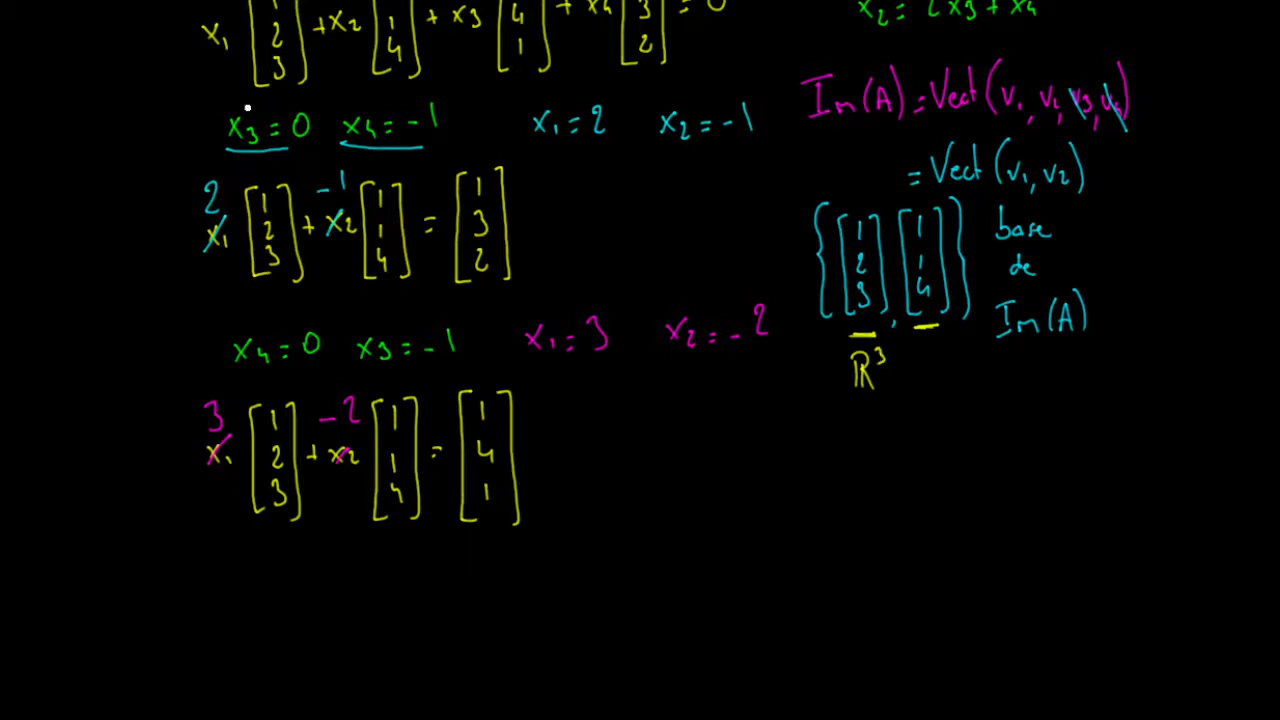 x₁ [1 2 3] + x₂ [1 1 4] + x₃ [1 4 1] + x₄ [1 3 2] = 0
x₂ = 2x₃ + x₄
x₃ = 0 x₄ = -1 x₁ = 2 x₂ = -1
Im(A) = Vect(v₁, v₂, v₃, v₄)
= Vect(v₁, v₂)
2 -1
x₁ [1 2 3] + x₂ [1 1 4] = [1 3 2]
{[1 2 3], [1 1 4]} base de Im(A)
ℝ³
x₄ = 0 x₃ = -1 x₁ = 3 x₂ = -2
3 -2
x₁ [1 2 3] + x₂ [1 1 4] = [1 4 1]